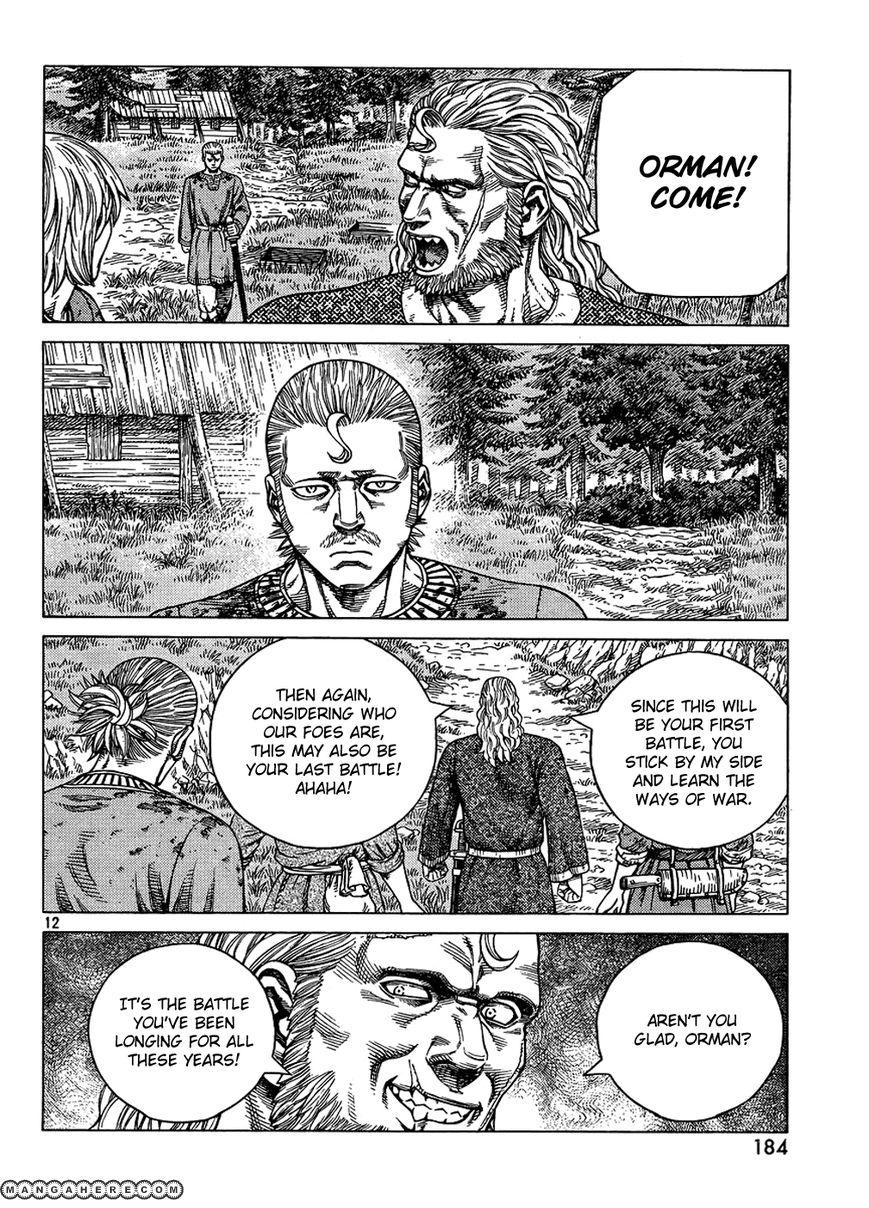 ORMAN!
COME!
SINCE THIS WILL
BE YOUR FIRST
BATTLE, YOU
STICK BY MY SIDE
AND LEARN THE
WAYS OF WAR.
THEN AGAIN,
CONSIDERING WHO
OUR FOES ARE,
THIS MAY ALSO BE
YOUR LAST BATTLE!
AHAHA!
12
AREN'T YOU
GLAD, ORMAN?
IT'S THE BATTLE
YOU'VE BEEN
LONGING FOR ALL
THESE YEARS!
184
MANGAHERE.COM